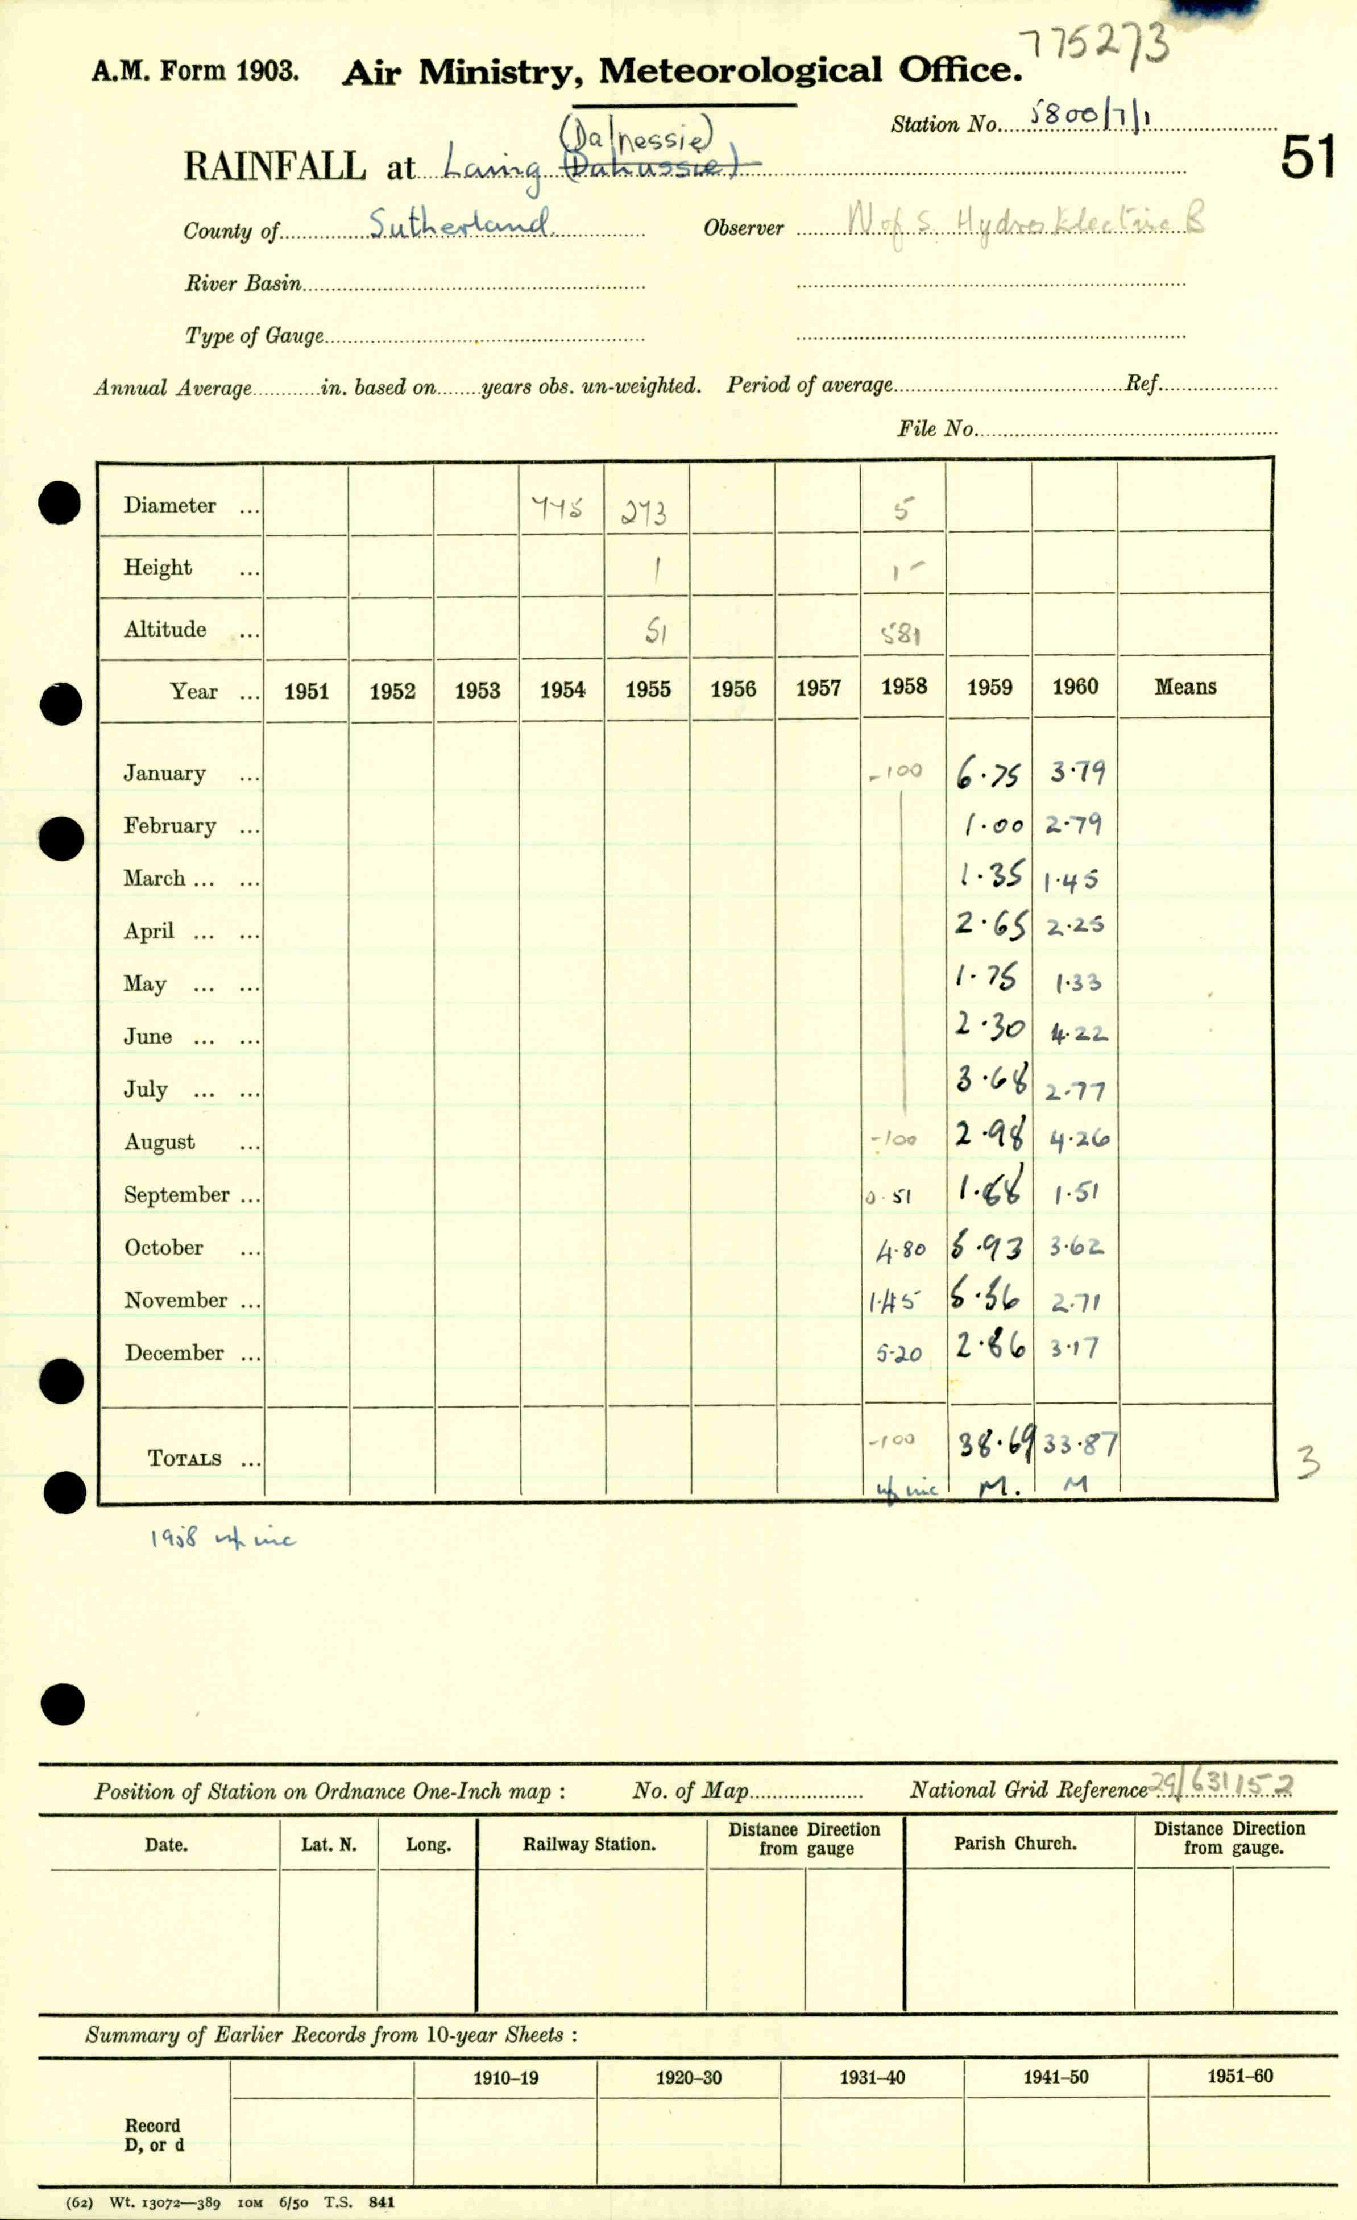 775273
A.M. Form 1903. Air Ministry, Meteorological Office.
Station No. 5800/7/1
51
(Dalnessie)
RAINFALL at Laing (Dahussie)
County of Sutherland Observer N of S. Hydro Electric B
River Basin
Type of Gauge
Annual Average in. based on years obs. un-weighted. Period of average Ref.
File No.
Diameter ... 775 273 5
Height ... 1 1-
Altitude ... 51 581
Year ... 1951 1952 1953 1954 1955 1956 1957 1958 1959 1960 Means
January ... -100 6.75 3.79
February ... 1.00 2.79
March ... ... 1.35 1.45
April ... ... 2.65 2.25
May ... ... 1.75 1.33
June ... ... 2.30 4.22
July ... ... 3.68 2.77
August ... -100 2.98 4.26
September ... 0.51 1.88 1.51
October ... 4.80 5.93 3.62
November ... 1.45 5.56 2.71
December ... 5.20 2.86 3.17
TOTALS ... -100 38.69 33.87
inc M. M
3
1958 inc
Position of Station on Ordnance One-Inch map : No. of Map National Grid Reference 29/631152
Date. Lat. N. Long. Railway Station. Distance from gauge Direction Parish Church. Distance from gauge. Direction
Summary of Earlier Records from 10-year Sheets :
1910–19 1920–30 1931–40 1941–50 1951–60
Record
D, or d
(62) Wt. 13072—389 10M 6/50 T.S. 841